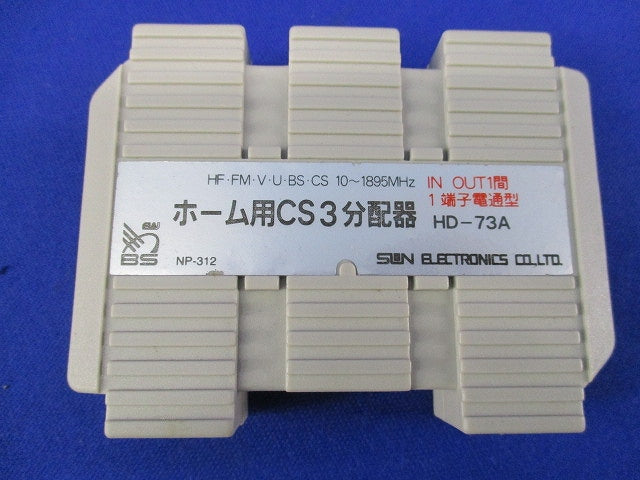 HF·FM·V·U·BS·CS 10～1895MHz
IN OUT1間
1端子電通型
ホーム用CS3分配器 HD-73A
BS
NP-312
SUN ELECTRONICS CO.,LTD.